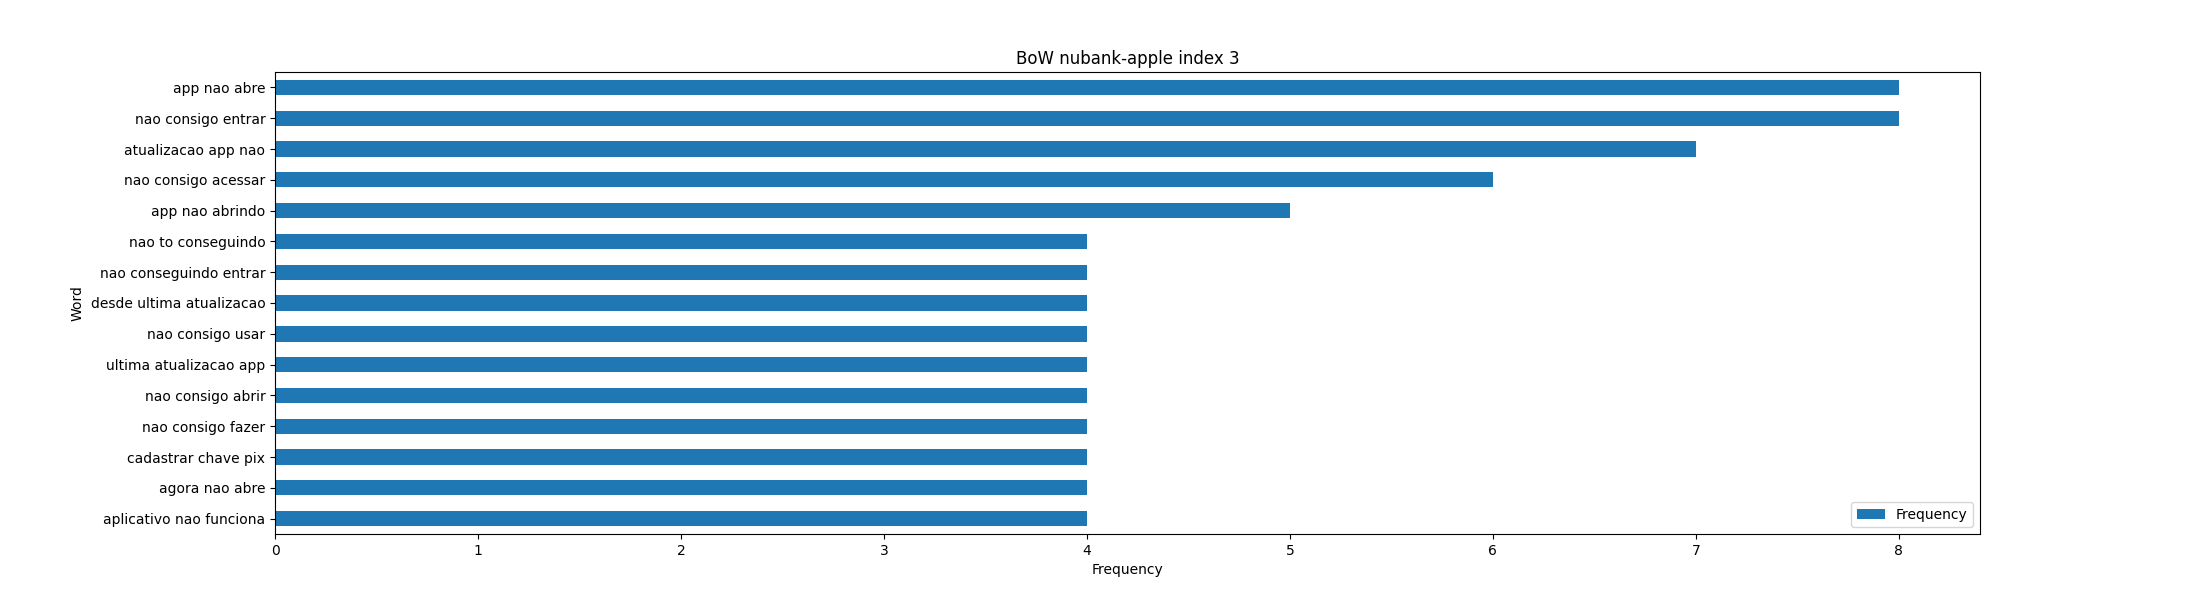 BoW nubank-apple index 3
app nao abre
nao consigo entrar
atualizacao app nao
nao consigo acessar
app nao abrindo
nao to conseguindo
nao conseguindo entrar
desde ultima atualizacao
nao consigo usar
ultima atualizacao app
nao consigo abrir
nao consigo fazer
cadastrar chave pix
agora nao abre
aplicativo nao funciona
Word
Frequency
0 1 2 3 4 5 6 7 8
Frequency